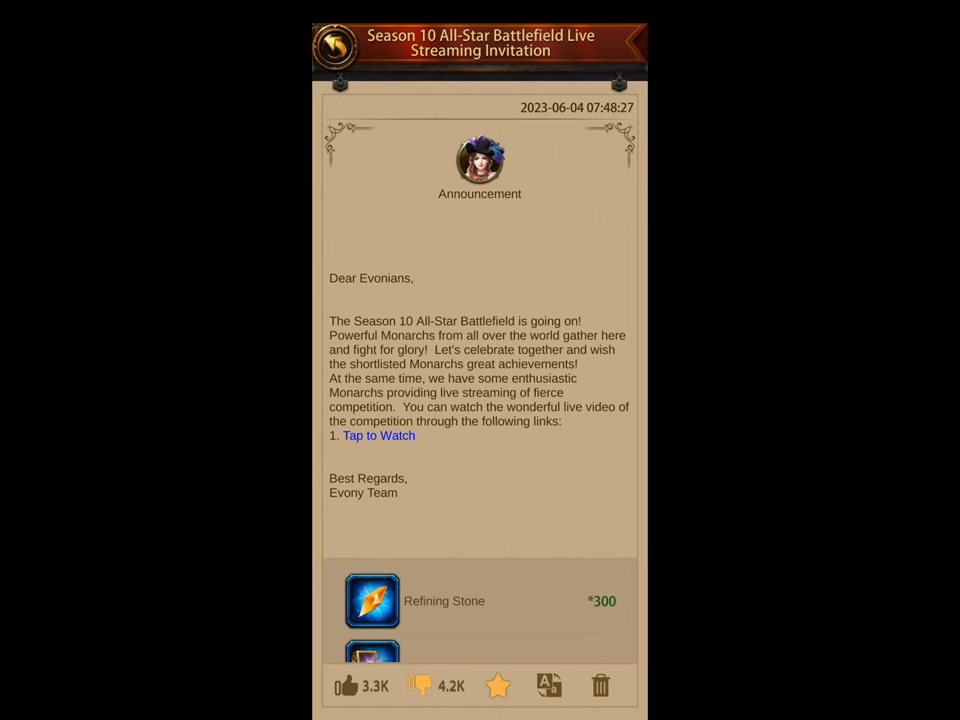 Season 10 All-Star Battlefield Live
Streaming Invitation
2023-06-04 07:48:27
Announcement
Dear Evonians,
The Season 10 All-Star Battlefield is going on!
Powerful Monarchs from all over the world gather here
and fight for glory!  Let's celebrate together and wish
the shortlisted Monarchs great achievements!
At the same time, we have some enthusiastic
Monarchs providing live streaming of fierce
competition.  You can watch the wonderful live video of
the competition through the following links:
1. Tap to Watch
Best Regards,
Evony Team
Refining Stone *300
3.3K 4.2K A a